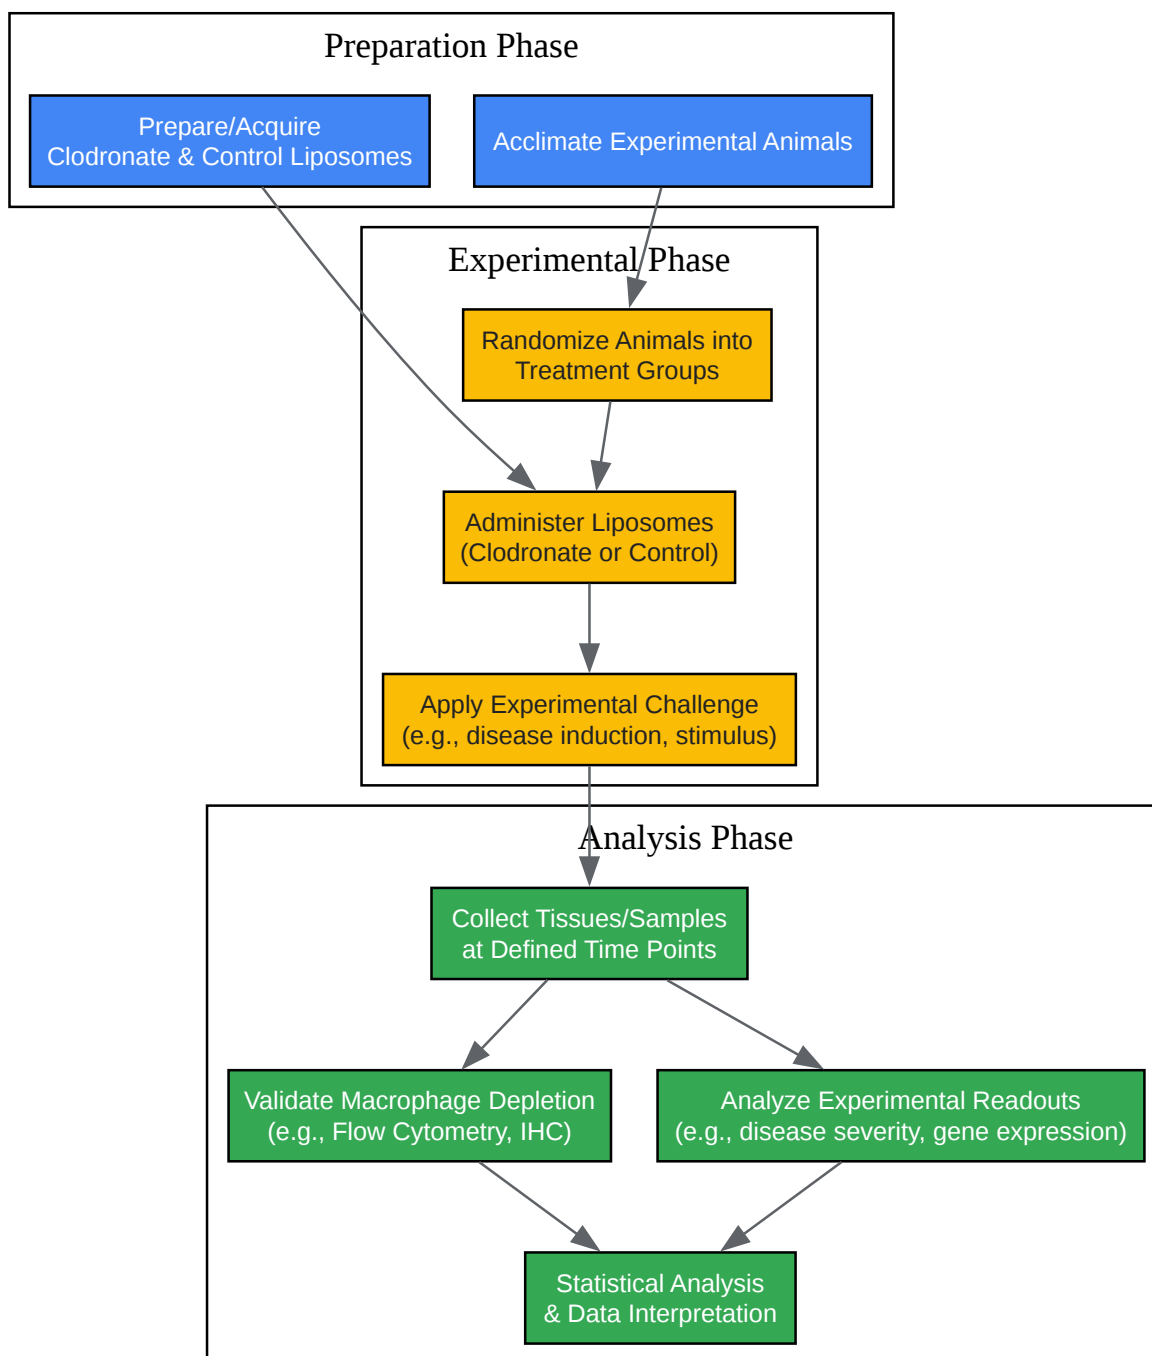 Preparation Phase
Prepare/Acquire
Clodronate & Control Liposomes
Acclimate Experimental Animals
Experimental Phase
Randomize Animals into
Treatment Groups
Administer Liposomes
(Clodronate or Control)
Apply Experimental Challenge
(e.g., disease induction, stimulus)
Analysis Phase
Collect Tissues/Samples
at Defined Time Points
Validate Macrophage Depletion
(e.g., Flow Cytometry, IHC)
Analyze Experimental Readouts
(e.g., disease severity, gene expression)
Statistical Analysis
& Data Interpretation